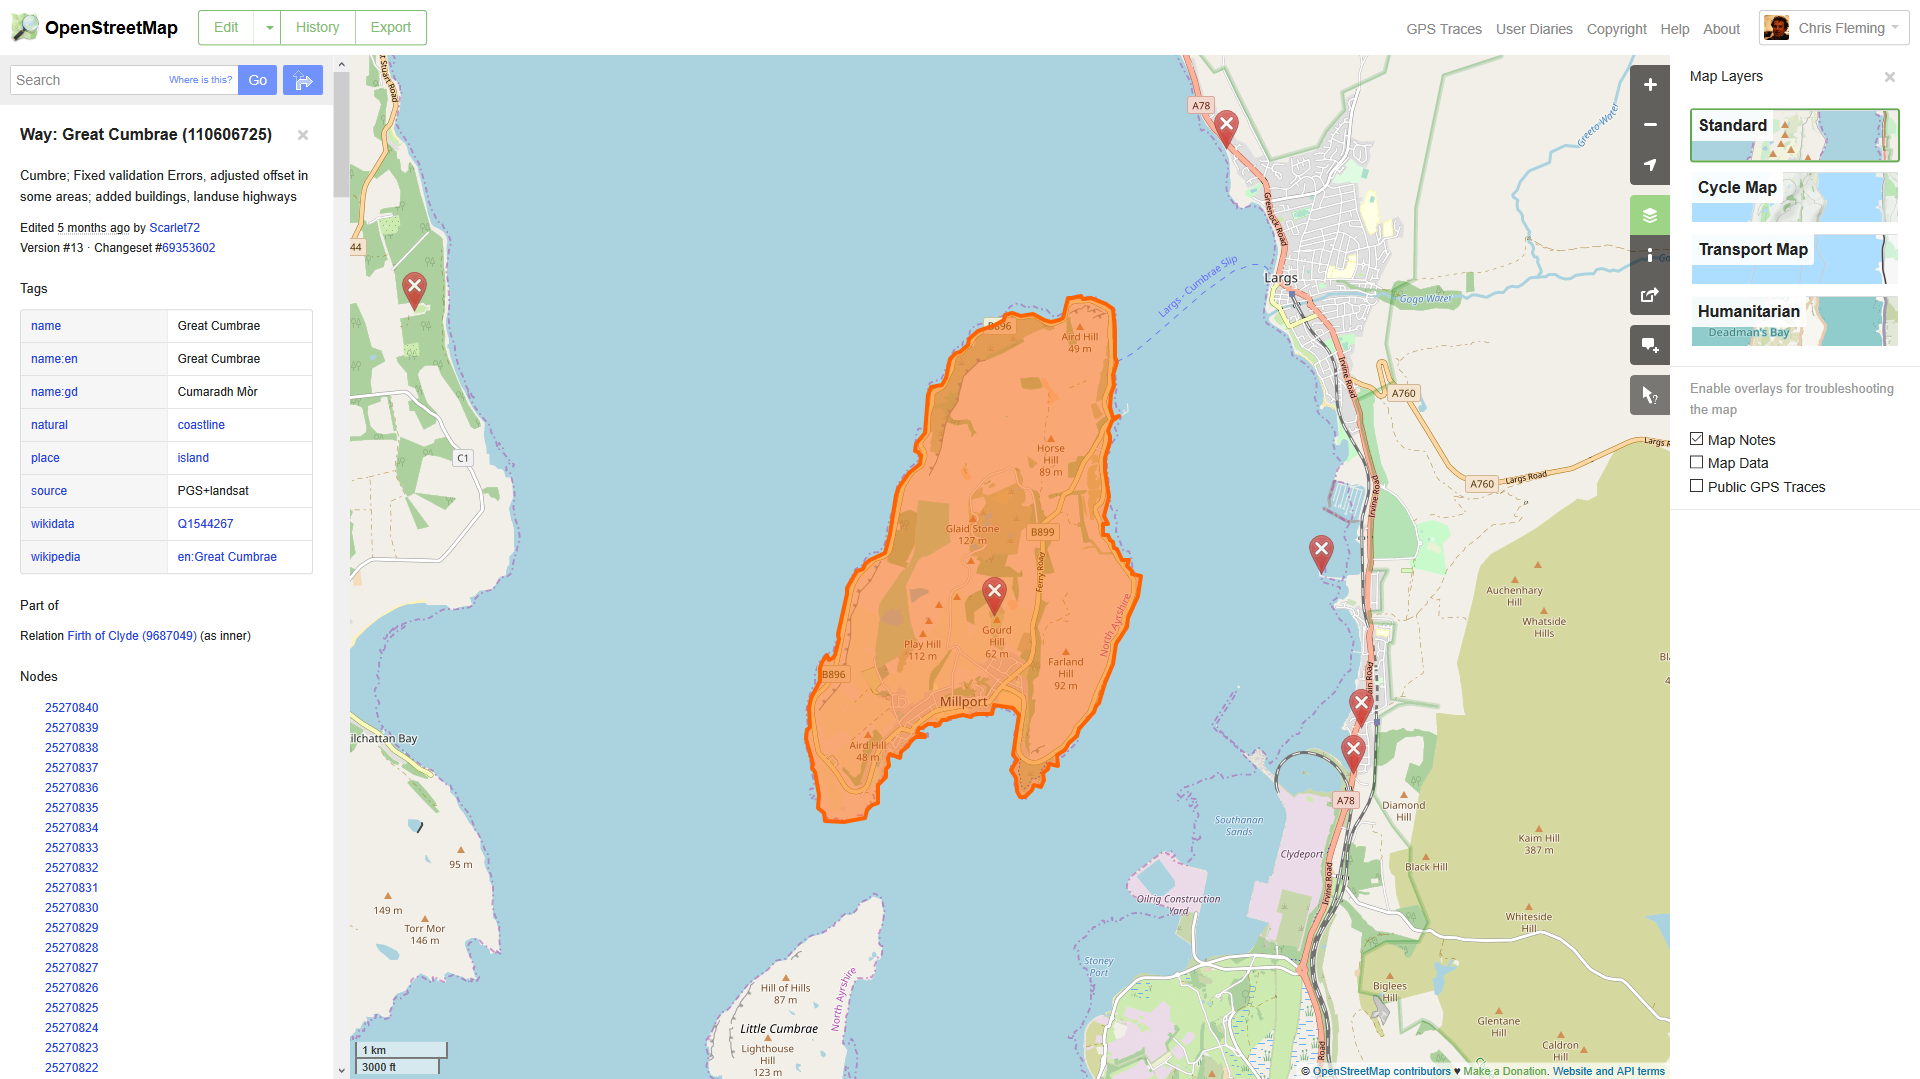 OpenStreetMap
Edit
History
Export
GPS Traces
User Diaries
Copyright
Help
About
Chris Fleming
Search
Where is this?
Go
Way: Great Cumbrae (110606725)
Cumbre; Fixed validation Errors, adjusted offset in
some areas; added buildings, landuse highways
Edited 5 months ago by Scarlet72
Version #13 · Changeset #69353602
Tags
name Great Cumbrae
name:en Great Cumbrae
name:gd Cumaradh Mòr
natural coastline
place island
source PGS+landsat
wikidata Q1544267
wikipedia en:Great Cumbrae
Part of
Relation Firth of Clyde (9687049) (as inner)
Nodes
25270840
25270839
25270838
25270837
25270836
25270835
25270834
25270833
25270832
25270831
25270830
25270829
25270828
25270827
25270826
25270825
25270824
25270823
25270822
Stuart Road
44
C1
ilchattan Bay
95 m
149 m
Torr Mor
146 m
1 km
3000 ft
A78
Greenock Road
Greeto Water
Largs
Largs - Cumbrae Slip
Gogo Water
Irvine Road
A760
A760
Largs Road
Irvine Road
B896
Aird Hill
49 m
Horse
Hill
89 m
Glaid Stone
127 m
B899
Ferry Road
Gourd
Hill
62 m
Play Hill
112 m
Farland
Hill
92 m
North Ayrshire
B896
Millport
Aird Hill
48 m
Auchenhary
Hill
Whatside
Hills
A78
Diamond
Hill
Southanan
Sands
Clydeport
Kaim Hill
387 m
Black Hill
Irvine Road
Oilrig Construction
Yard
Whiteside
Hill
Stoney
Port
Biglees
Hill
Glentane
Hill
Caldron
Hill
Road
Hill of Hills
87 m
North Ayrshire
Little Cumbrae
Lighthouse
Hill
123 m
© OpenStreetMap contributors ♥ Make a Donation. Website and API terms
Map Layers
Standard
Cycle Map
Transport Map
Humanitarian
Deadman's Bay
Enable overlays for troubleshooting
the map
Map Notes
Map Data
Public GPS Traces